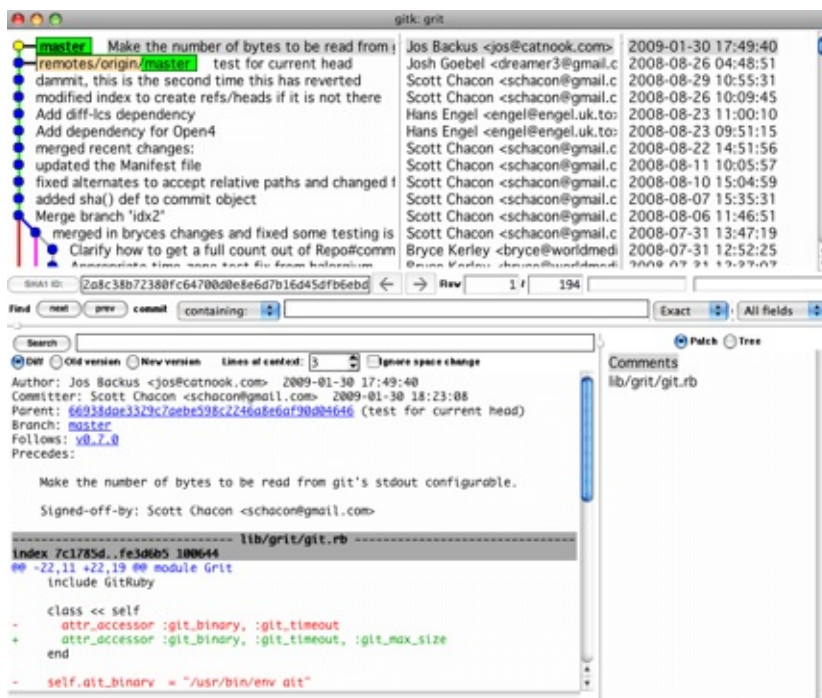 gitk: grit
master Make the number of bytes to be read from Jos Backus <jos@catnook.com> 2009-01-30 17:49:40
remotes/origin/master test for current head Josh Goebel <dreamer3@gmail.c 2008-08-26 04:48:51
dammit, this is the second time this has reverted Scott Chacon <schacon@gmail.c 2008-08-29 10:55:31
modified index to create refs/heads if it is not there Scott Chacon <schacon@gmail.c 2008-08-26 10:09:45
Add diff-lcs dependency Hans Engel <engel@engel.uk.to> 2008-08-23 11:00:10
Add dependency for Open4 Hans Engel <engel@engel.uk.to> 2008-08-23 09:51:15
merged recent changes: Scott Chacon <schacon@gmail.c 2008-08-22 14:51:56
updated the Manifest file Scott Chacon <schacon@gmail.c 2008-08-11 10:05:57
fixed alternates to accept relative paths and changed f Scott Chacon <schacon@gmail.c 2008-08-10 15:04:59
added sha() def to commit object Scott Chacon <schacon@gmail.c 2008-08-07 15:35:31
Merge branch 'idx2' Scott Chacon <schacon@gmail.c 2008-08-06 11:46:51
merged in bryces changes and fixed some testing is Scott Chacon <schacon@gmail.c 2008-07-31 13:47:19
Clarify how to get a full count out of Repo#comm Bryce Kerley <bryce@worldmedi 2008-07-31 12:52:25
Appropriate time-zone test fix from halorgium Bryce Kerley <bryce@worldmedi 2008-07-31 12:27:07
SHA1 ID: 2a8c38b72380fc64700d0e8e6d7b16d45dfb6ebd ← → Row 1 / 194
Find next prev commit containing: Exact All fields
Search Patch Tree
Diff Old version New version Lines of context: 3 Ignore space change Comments
Author: Jos Backus <jos@catnook.com> 2009-01-30 17:49:40 lib/grit/git.rb
Committer: Scott Chacon <schacon@gmail.com> 2009-01-30 18:23:08
Parent: 66938dae3329c7aebe598c2246a8e6af90d04646 (test for current head)
Branch: master
Follows: v0.7.0
Precedes:
Make the number of bytes to be read from git's stdout configurable.
Signed-off-by: Scott Chacon <schacon@gmail.com>
------------------------------- lib/grit/git.rb -------------------------------
index 7c1785d..fe3d6b5 100644
@@ -22,11 +22,19 @@ module Grit
include GitRuby
class << self
- attr_accessor :git_binary, :git_timeout
+ attr_accessor :git_binary, :git_timeout, :git_max_size
end
- self.git_binary = "/usr/bin/env git"